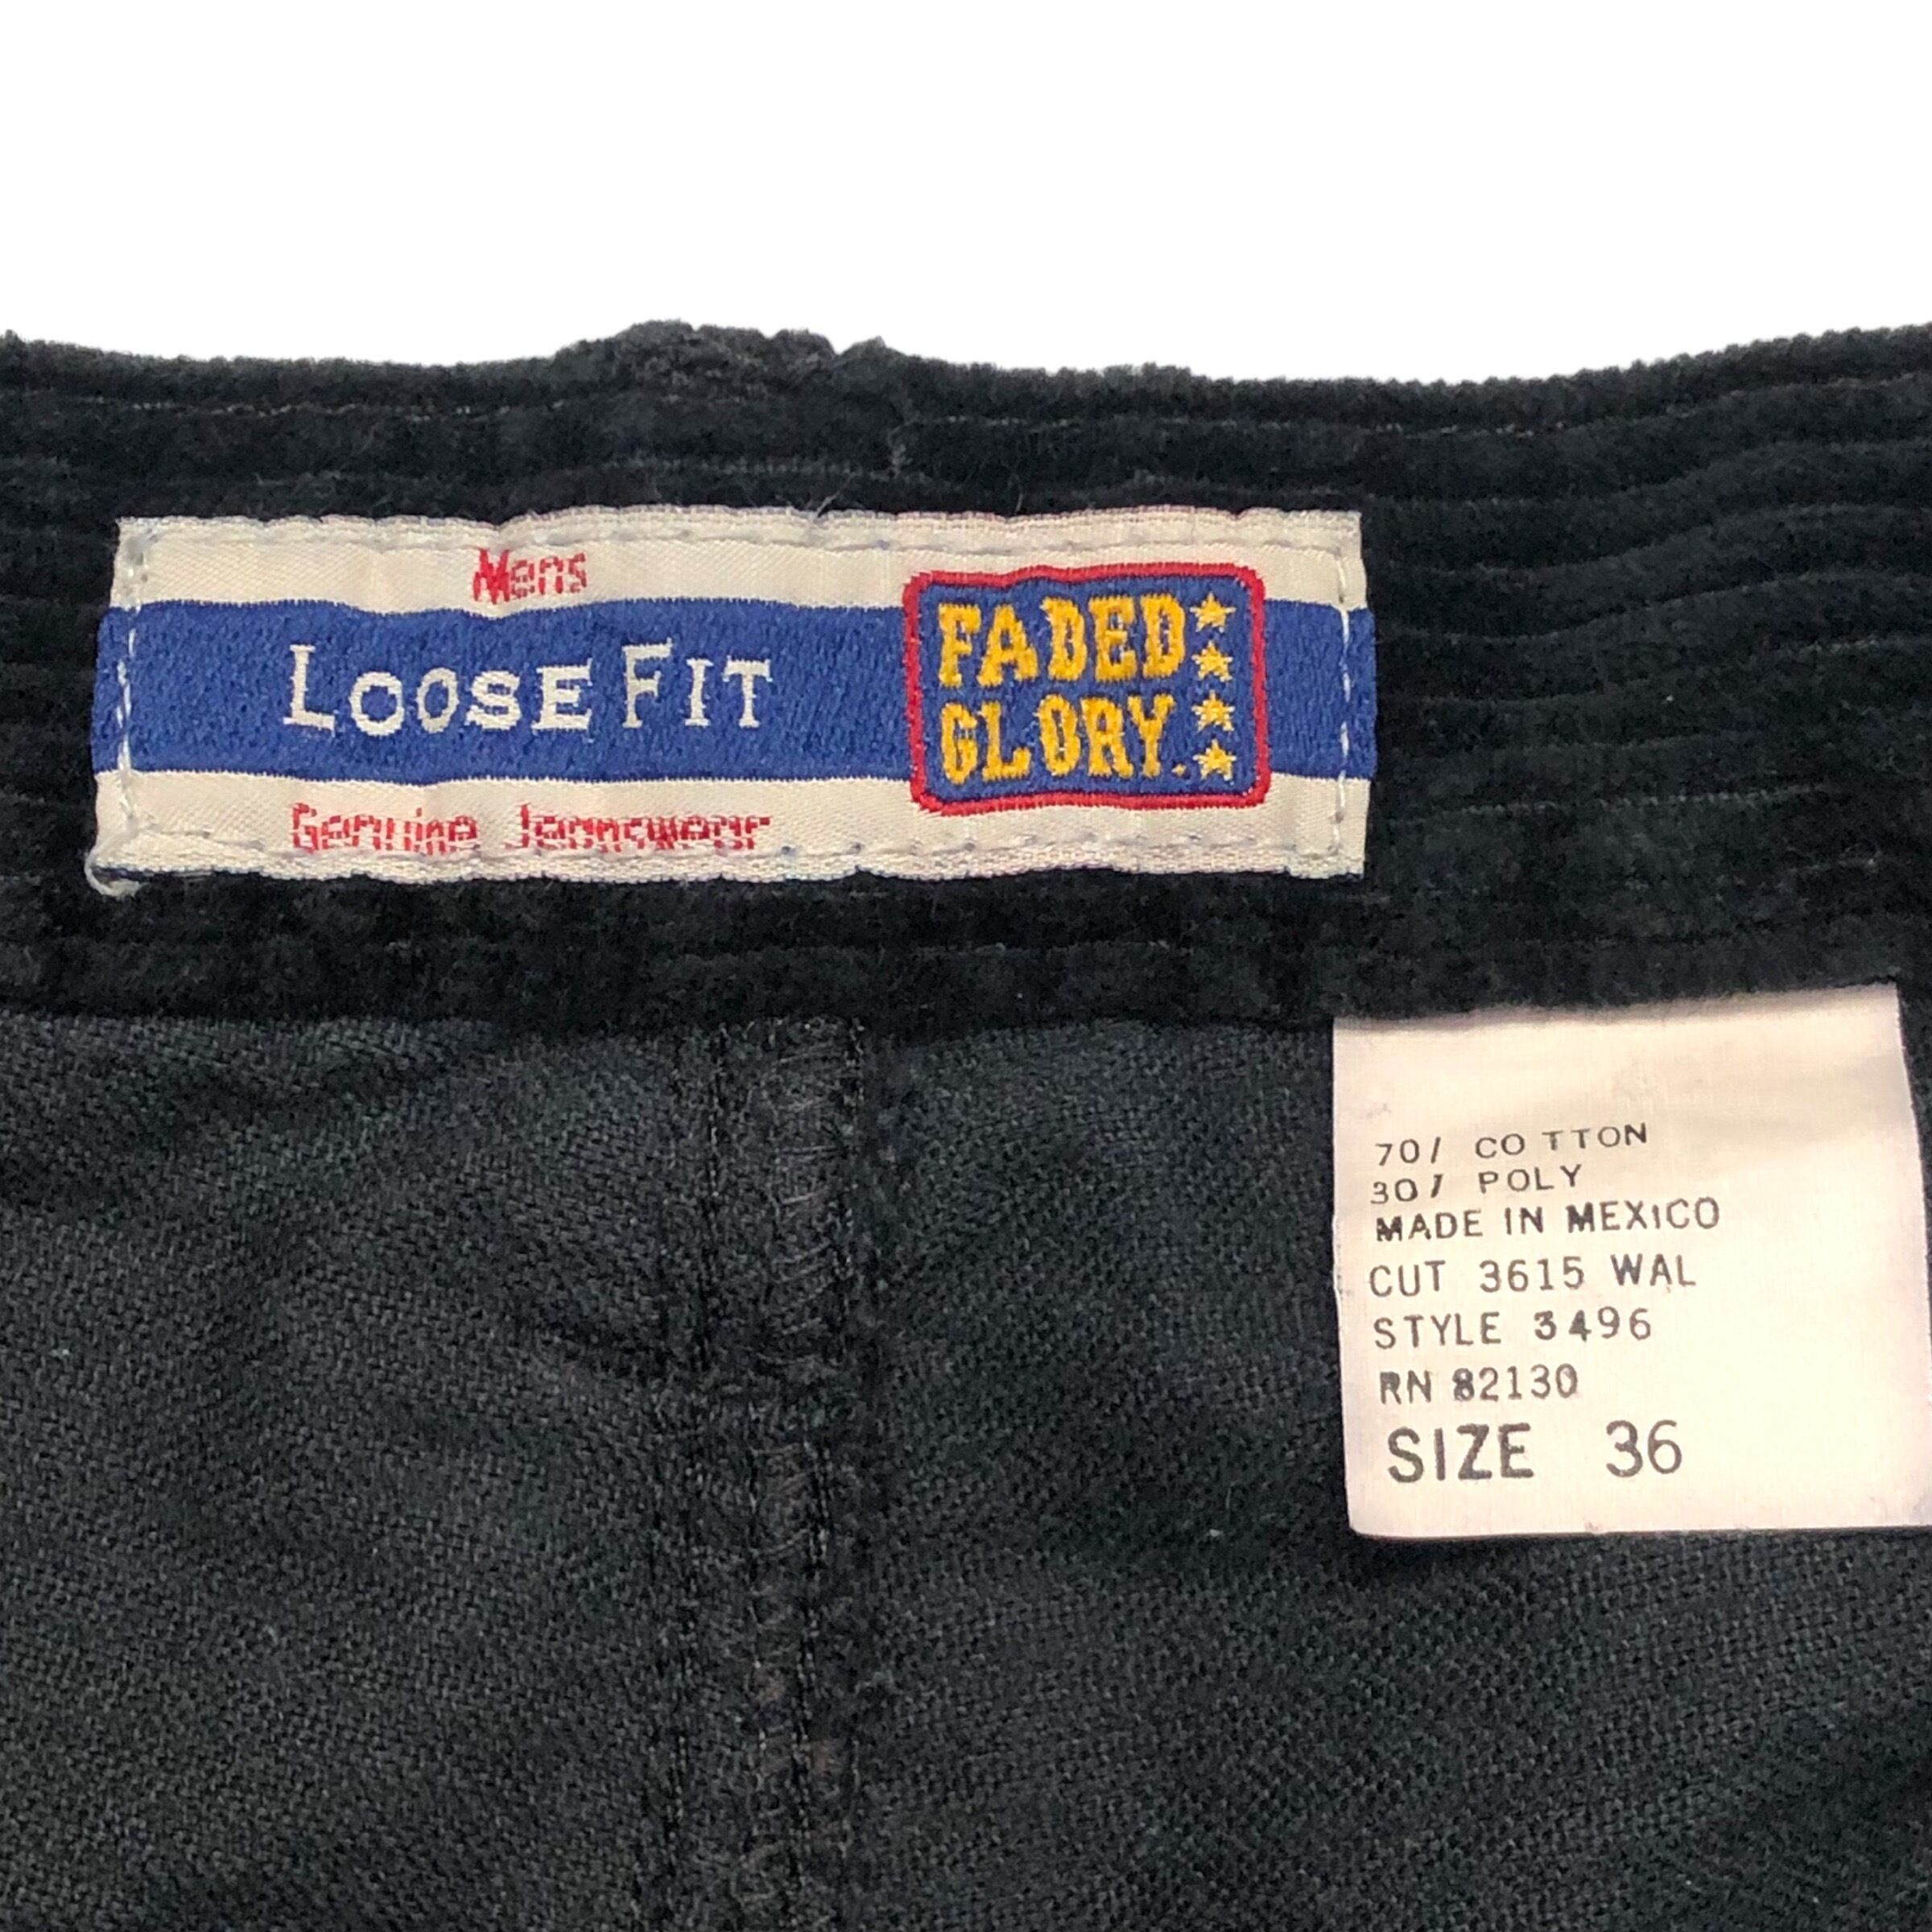 Mens
LOOSE FIT
Genuine Jeanswear
FADED
GLORY.
70/ COTTON
30/ POLY
MADE IN MEXICO
CUT 3615 WAL
STYLE 3496
RN 82130
SIZE 36